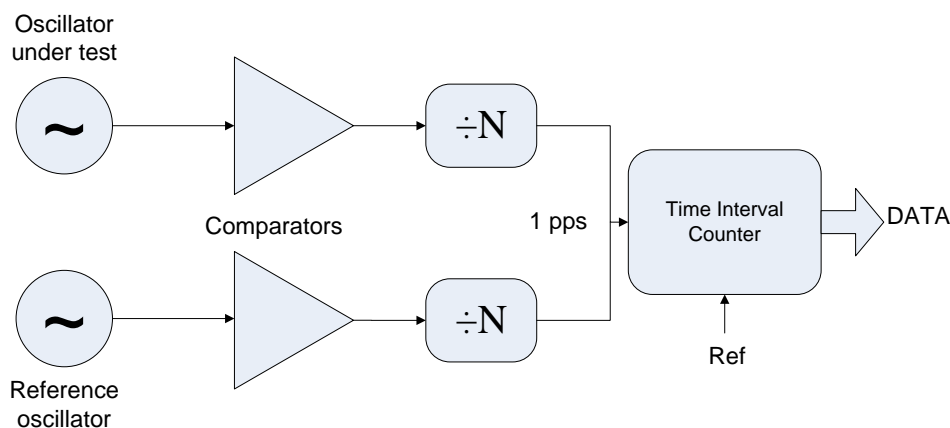 Oscillator
under test
~
÷N
Comparators
1 pps
Time Interval
Counter
DATA
~
÷N
Ref
Reference
oscillator